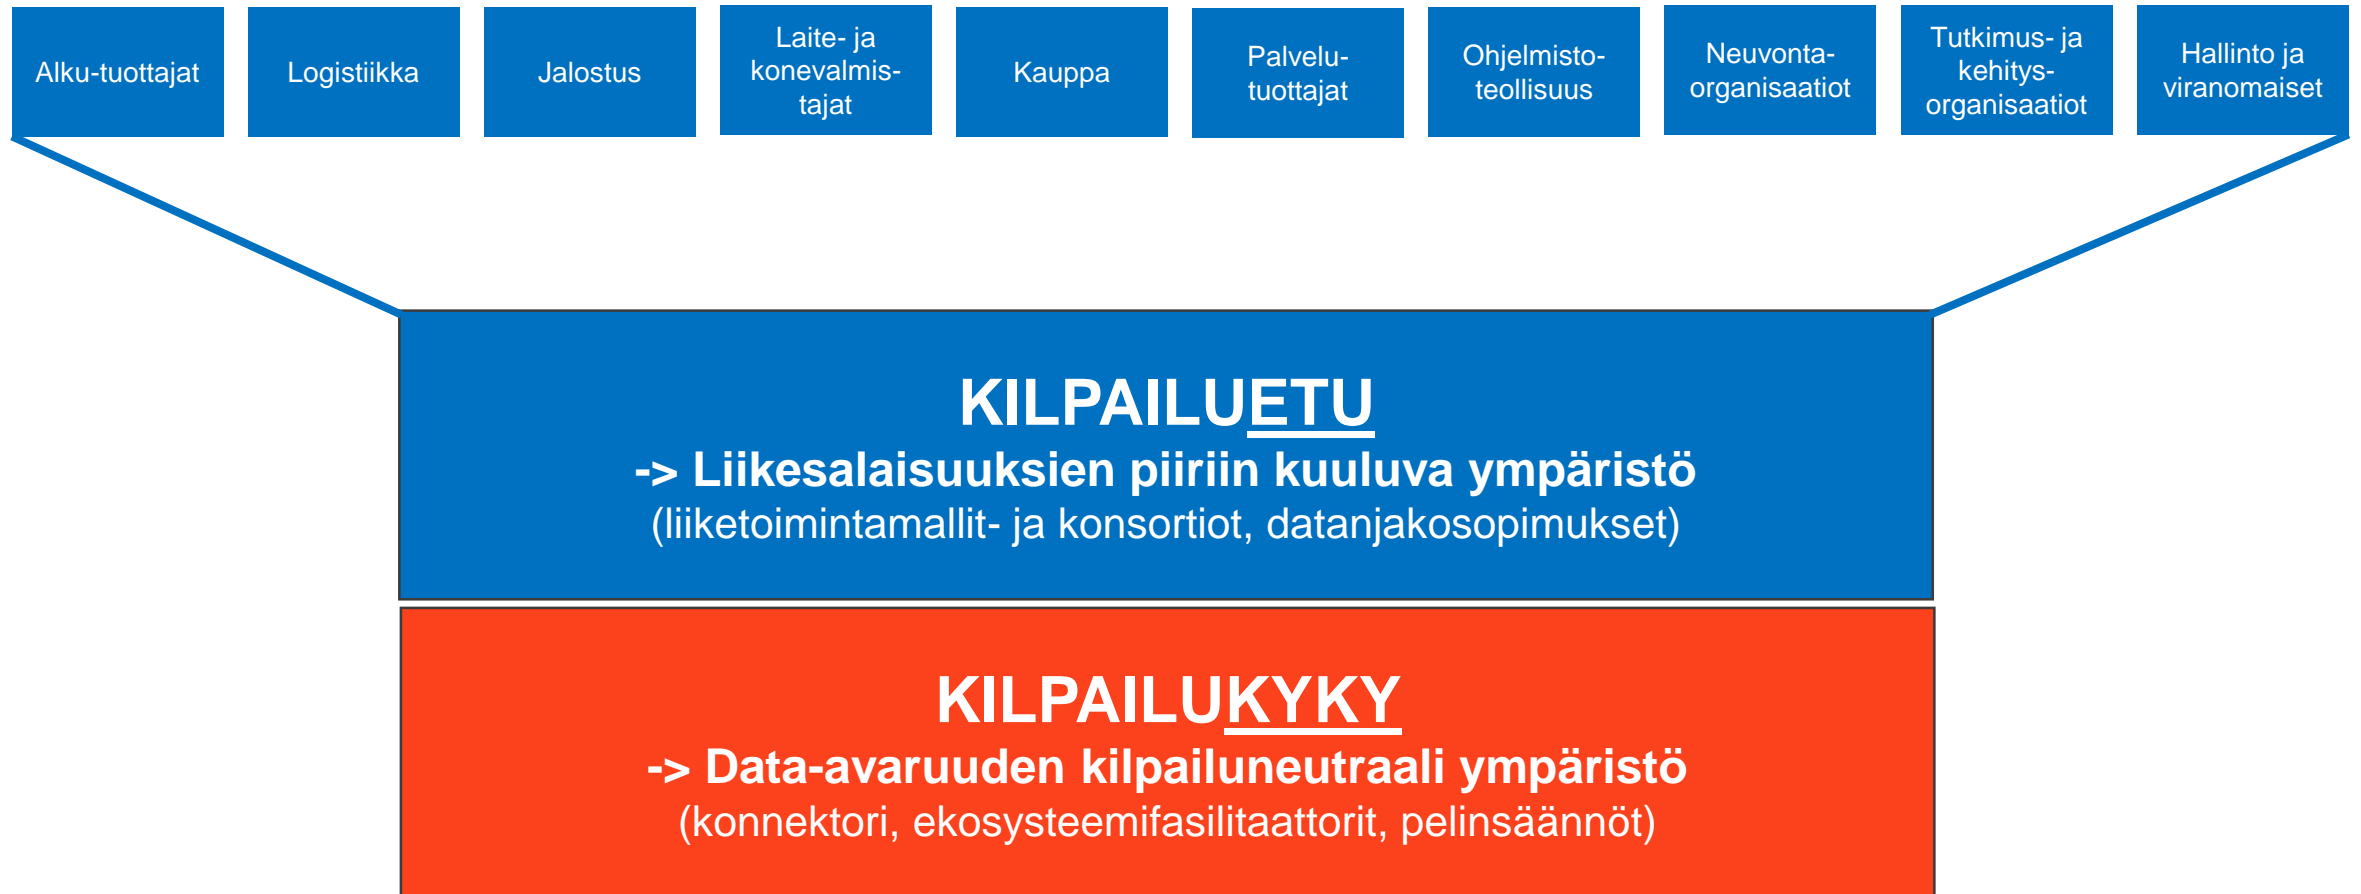 Alku-tuottajat
Logistiikka
Jalostus
Laite- ja
konevalmis-
tajat
Kauppa
Palvelu-
tuottajat
Ohjelmisto-
teollisuus
Neuvonta-
organisaatiot
Tutkimus- ja
kehitys-
organisaatiot
Hallinto ja
viranomaiset
KILPAILUETU
-> Liikesalaisuuksien piiriin kuuluva ympäristö
(liiketoimintamallit- ja konsortiot, datanjakosopimukset)
KILPAILUKYKY
-> Data-avaruuden kilpailuneutraali ympäristö
(konnektori, ekosysteemifasilitaattorit, pelinsäännöt)